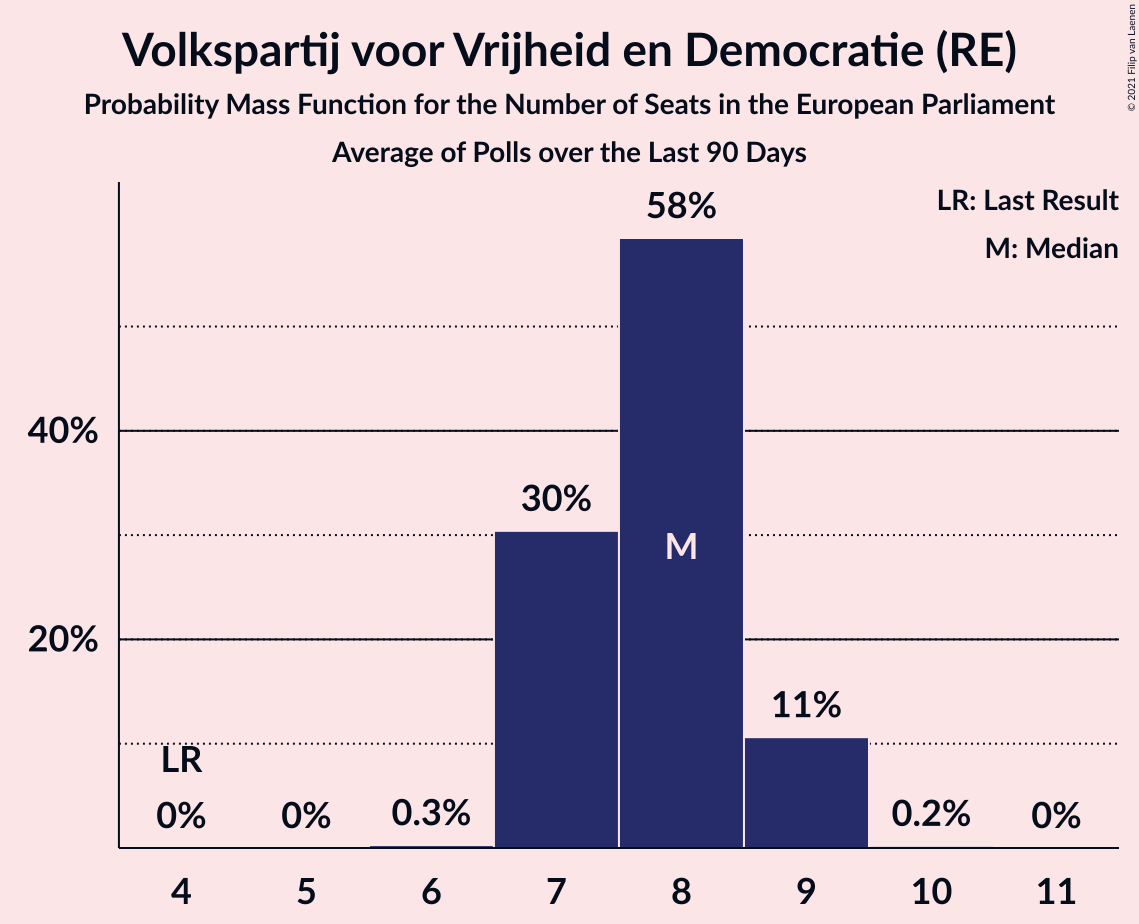 Volkspartij voor Vrijheid en Democratie (RE)
Probability Mass Function for the Number of Seats in the European Parliament
Average of Polls over the Last 90 Days
© 2021 Filip van Laenen
LR: Last Result
M: Median
58%
40%
30%
M
20%
11%
LR
0%
0%
0.3%
0.2%
0%
4
5
6
7
8
9
10
11